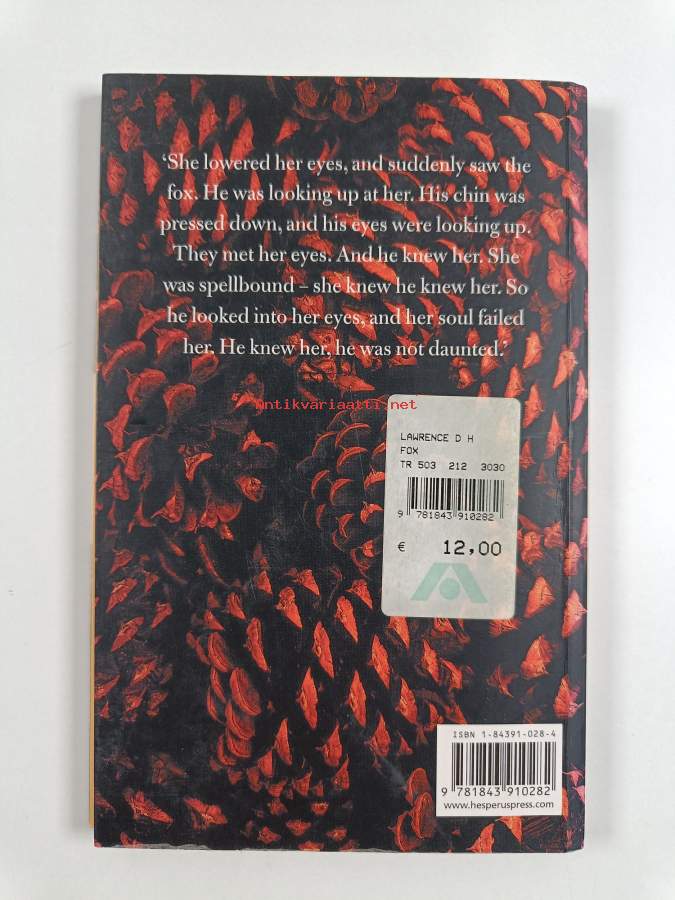 ‘She lowered her eyes, and suddenly saw the
fox. He was looking up at her. His chin was
pressed down, and his eyes were looking up.
They met her eyes. And he knew her. She
was spellbound – she knew he knew her. So
he looked into her eyes, and her soul failed
her. He knew her, he was not daunted.’
antikvariaatti.net
LAWRENCE D H
FOX
TR 503 212 3030
9 781843 910282
€ 12,00
ISBN 1-84391-028-4
9 781843 910282
www.hesperuspress.com